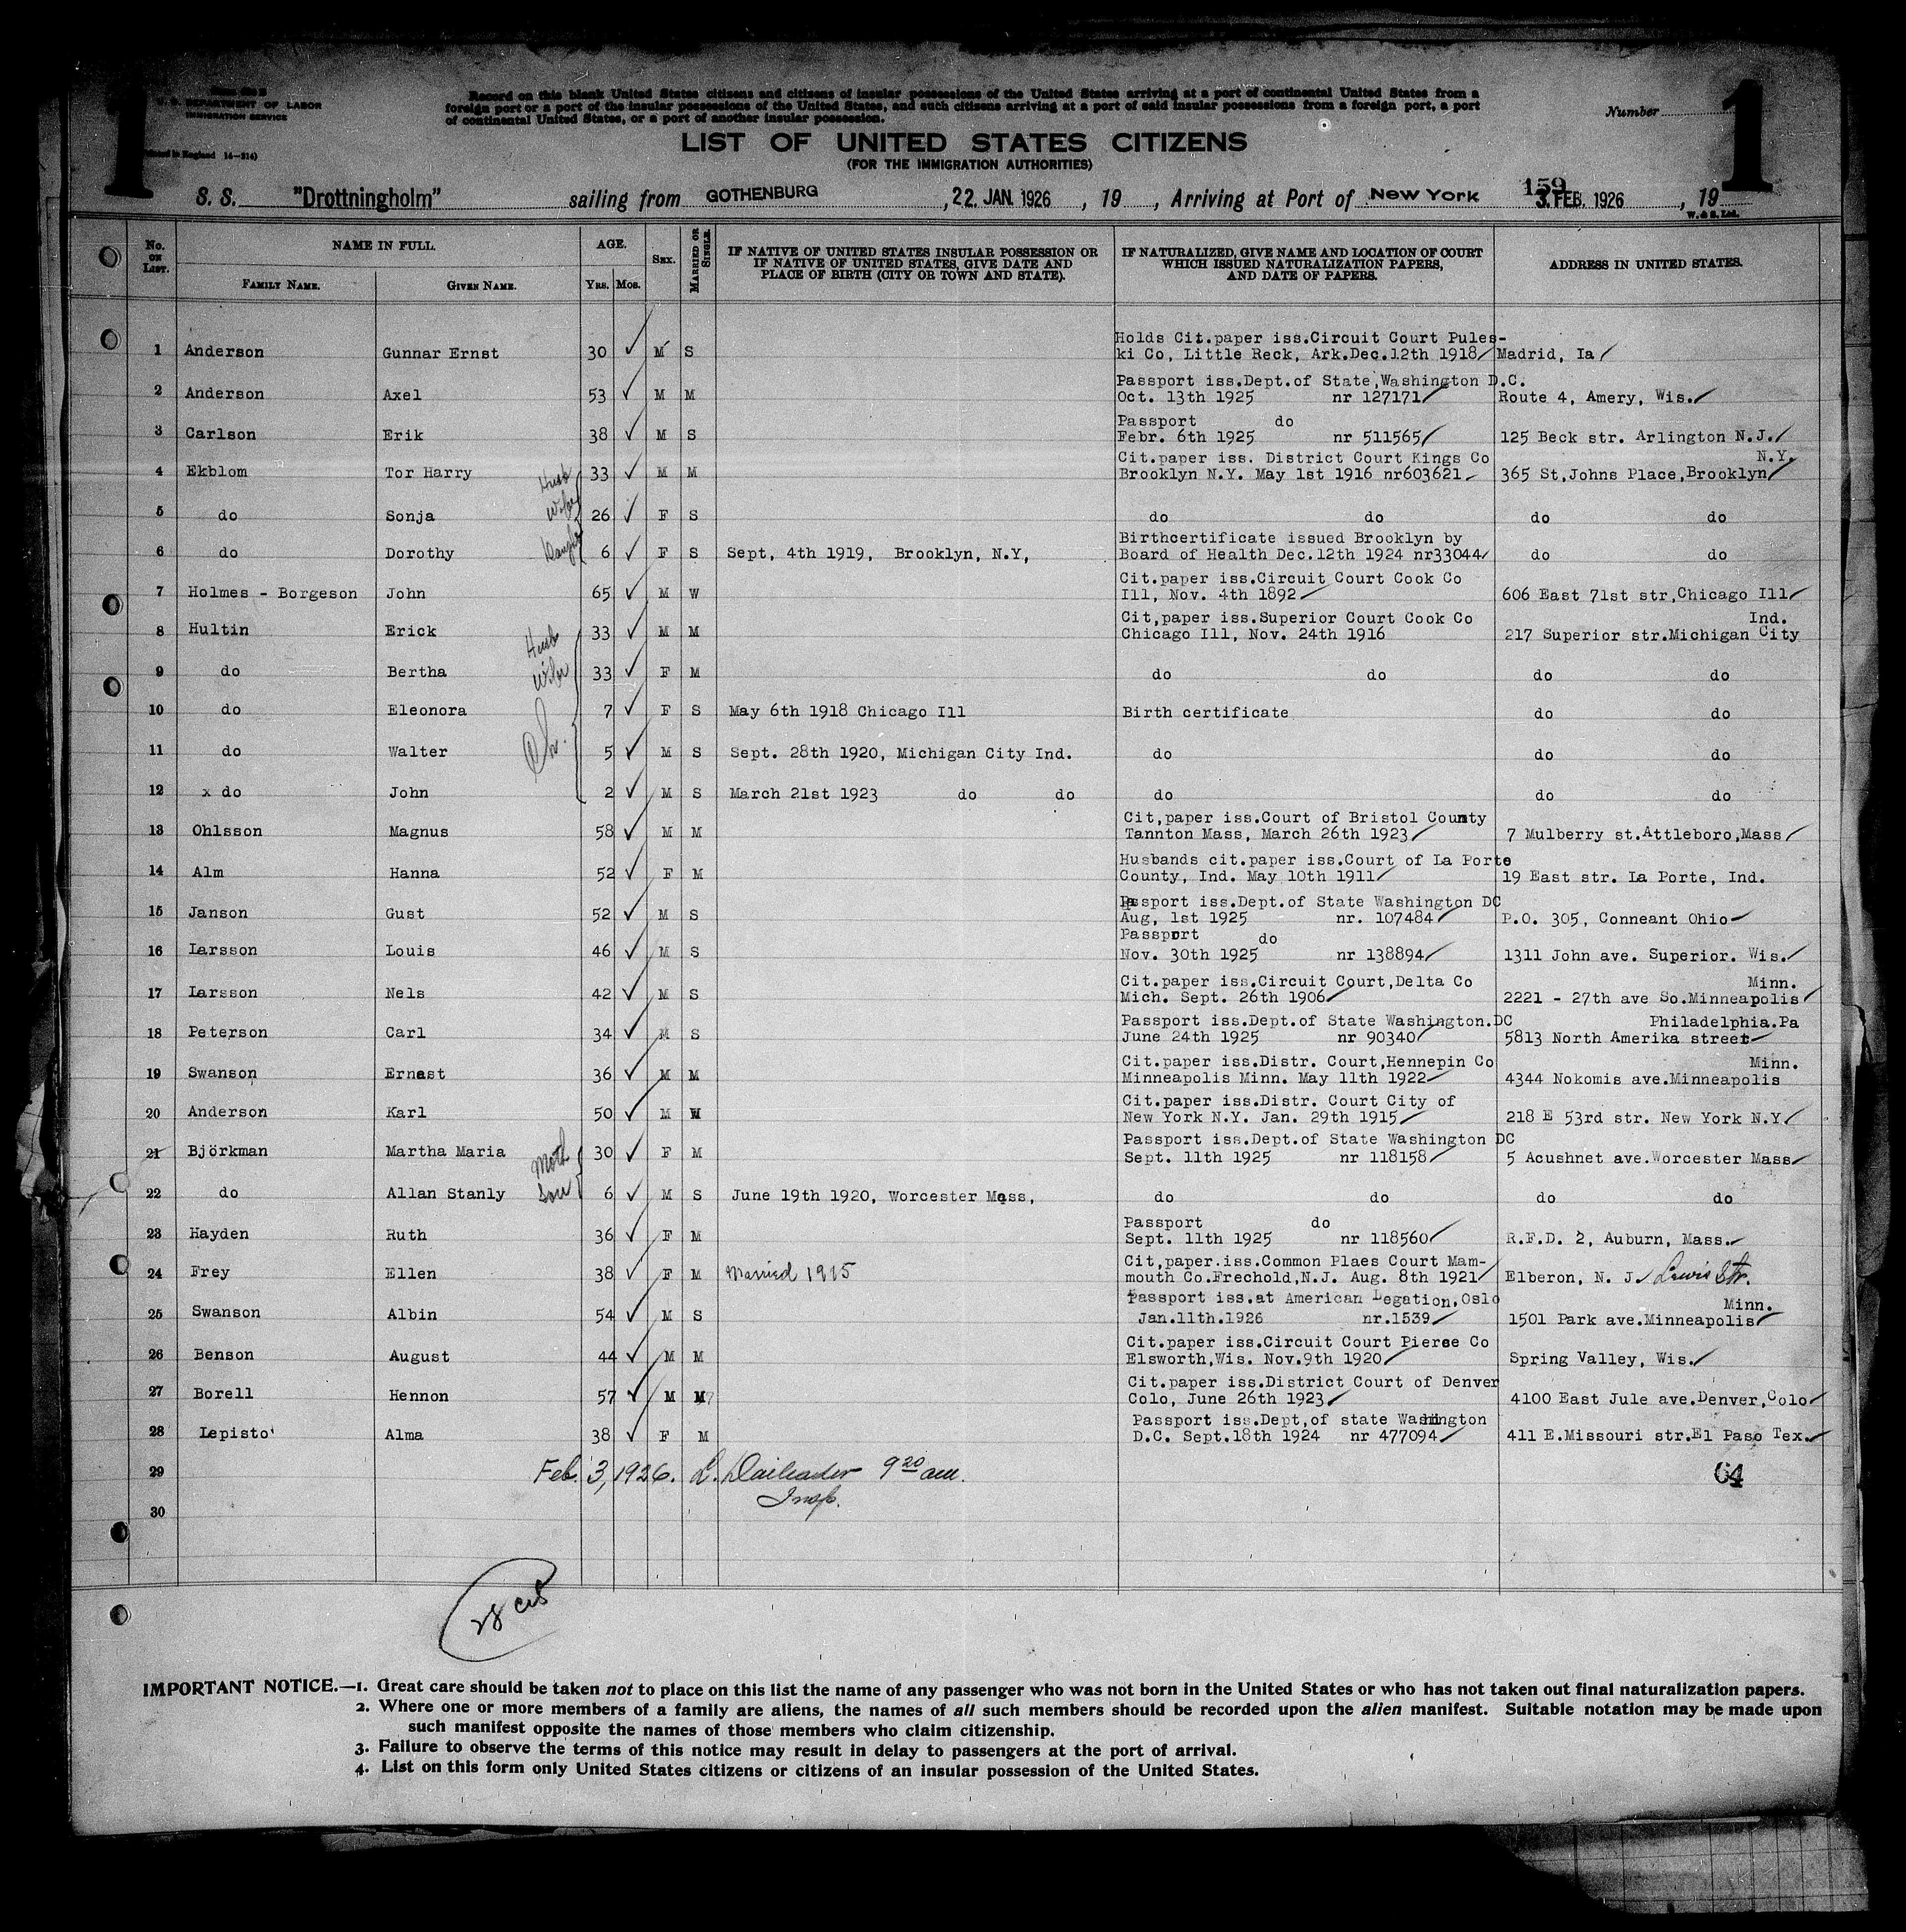 1
U. S. DEPARTMENT OF LABOR
IMMIGRATION SERVICE
Record on this blank United States citizens and citizens of insular possessions of the United States arriving at a port of continental United States from a
foreign port or a port of the insular possessions of the United States, and such citizens arriving at a port of said insular possessions from a foreign port, a port
of continental United States, or a port of another insular possession.
Number
1
LIST OF UNITED STATES CITIZENS
(FOR THE IMMIGRATION AUTHORITIES)
159
S. S. "Drottningholm" sailing from GOTHENBURG, 22. JAN. 1926, 19 , Arriving at Port of New York 3. FEB. 1926, 19
W. & S. Ltd.
No. ON LIST. NAME IN FULL. FAMILY NAME. GIVEN NAME. AGE. YRS. MOS. SEX. MARRIED OR SINGLE. IF NATIVE OF UNITED STATES INSULAR POSSESSION OR IF NATIVE OF UNITED STATES, GIVE DATE AND PLACE OF BIRTH (CITY OR TOWN AND STATE). IF NATURALIZED, GIVE NAME AND LOCATION OF COURT WHICH ISSUED NATURALIZATION PAPERS, AND DATE OF PAPERS. ADDRESS IN UNITED STATES.
Holds Cit.paper iss.Circuit Court Pules-
1 Anderson Gunnar Ernst 30 ✓ M S ki Co, Little Reck, Ark.Dec.12th 1918 Madrid, Ia
Passport iss.Dept.of State,Washington D.C.
2 Anderson Axel 53 ✓ M M Oct. 13th 1925 nr 127171 Route 4, Amery, Wis.
Passport do
3 Carlson Erik 38 ✓ M S Febr. 6th 1925 nr 511565 125 Beck str. Arlington N.J.
Cit.paper iss. District Court Kings Co N.Y.
4 Ekblom Tor Harry Husb 33 ✓ M M Brooklyn N.Y. May 1st 1916 nr603621 365 St,Johns Place,Brooklyn
5 do Sonja Wife 26 ✓ F S do do do do
Birthcertificate issued Brooklyn by
6 do Dorothy Daught 6 ✓ F S Sept, 4th 1919, Brooklyn, N.Y, Board of Health Dec.12th 1924 nr33044 do do
Cit.paper iss.Circuit Court Cook Co
7 Holmes - Borgeson John 65 ✓ M W Ill, Nov. 4th 1892 606 East 71st str,Chicago Ill
Cit,paper iss.Superior Court Cook Co Ind.
8 Hultin Erick Husb 33 ✓ M M Chicago Ill, Nov. 24th 1916 217 Superior str.Michigan City
9 do Bertha Wife 33 ✓ F M do do do do
10 do Eleonora Ch. 7 ✓ F S May 6th 1918 Chicago Ill Birth certificate do do
11 do Walter 5 ✓ M S Sept. 28th 1920, Michigan City Ind. do do do
12 x do John 2 ✓ M S March 21st 1923 do do do do do
Cit,paper iss.Court of Bristol County
13 Ohlsson Magnus 58 ✓ M M Tannton Mass, March 26th 1923 7 Mulberry st.Attleboro,Mass
Husbands cit.paper iss.Court of La Porte
14 Alm Hanna 52 ✓ F M County, Ind. May 10th 1911 19 East str. La Porte, Ind.
Passport iss.Dept.of State Washington DC
15 Janson Gust 52 ✓ M S Aug, 1st 1925 nr. 107484 P.O. 305, Conneant Ohio
Passport do
16 Larsson Louis 46 ✓ M S Nov. 30th 1925 nr 138894 1311 John ave. Superior. Wis.
Cit.paper iss.Circuit Court,Delta Co Minn.
17 Larsson Nels 42 ✓ M S Mich. Sept. 26th 1906 2221 - 27th ave So.Minneapolis
Passport iss.Dept.of State Washington.DC Philadelphia.Pa
18 Peterson Carl 34 ✓ M S June 24th 1925 nr 90340 5813 North Amerika street
Cit.paper iss.Distr. Court,Hennepin Co Minn.
19 Swanson Ernest 36 ✓ M M Minneapolis Minn. May 11th 1922 4344 Nokomis ave.Minneapolis
Cit.paper iss.Distr. Court City of
20 Anderson Karl 50 ✓ M W New York N.Y. Jan. 29th 1915 218 E 53rd str. New York N.Y
Passport iss.Dept.of State Washington DC
21 Björkman Martha Maria Moth 30 ✓ F M Sept. 11th 1925 nr 118158 5 Acushnet ave.Worcester Mass
22 do Allan Stanly Son 6 ✓ M S June 19th 1920, Worcester Mass, do do do do
Passport do
23 Hayden Ruth 36 ✓ F M Sept. 11th 1925 nr 118560 R.F.D. 2, Auburn, Mass.
Cit,paper.iss.Common Plaes Court Mam-
24 Frey Ellen 38 ✓ F M Married 1915 mouth Co.Frechold,N.J. Aug. 8th 1921 Elberon, N. J. Lewis Str.
Passport iss.at American Legation,Oslo Minn.
25 Swanson Albin 54 ✓ M S Jan.11th.1926 nr.1539 1501 Park ave.Minneapolis
Cit.paper iss.Circuit Court Pierce Co
26 Benson August 44 ✓ M M Elsworth,Wis. Nov.9th 1920 Spring Valley, Wis.
Cit.paper iss.District Court of Denver
27 Borell Hennon 57 ✓ M Colo, June 26th 1923 4100 East Jule ave.Denver,Colo
Passport iss.Dept,of state Washington
28 Lepisto' Alma 38 ✓ F M D.C. Sept.18th 1924 nr 477094 411 E.Missouri str.El Paso Tex.
29 Feb. 3, 1926. L. Daileader 9 20 am. 64
Insp.
30
28 cits
IMPORTANT NOTICE.—1. Great care should be taken not to place on this list the name of any passenger who was not born in the United States or who has not taken out final naturalization papers.
2. Where one or more members of a family are aliens, the names of all such members should be recorded upon the alien manifest. Suitable notation may be made upon
such manifest opposite the names of those members who claim citizenship.
3. Failure to observe the terms of this notice may result in delay to passengers at the port of arrival.
4. List on this form only United States citizens or citizens of an insular possession of the United States.